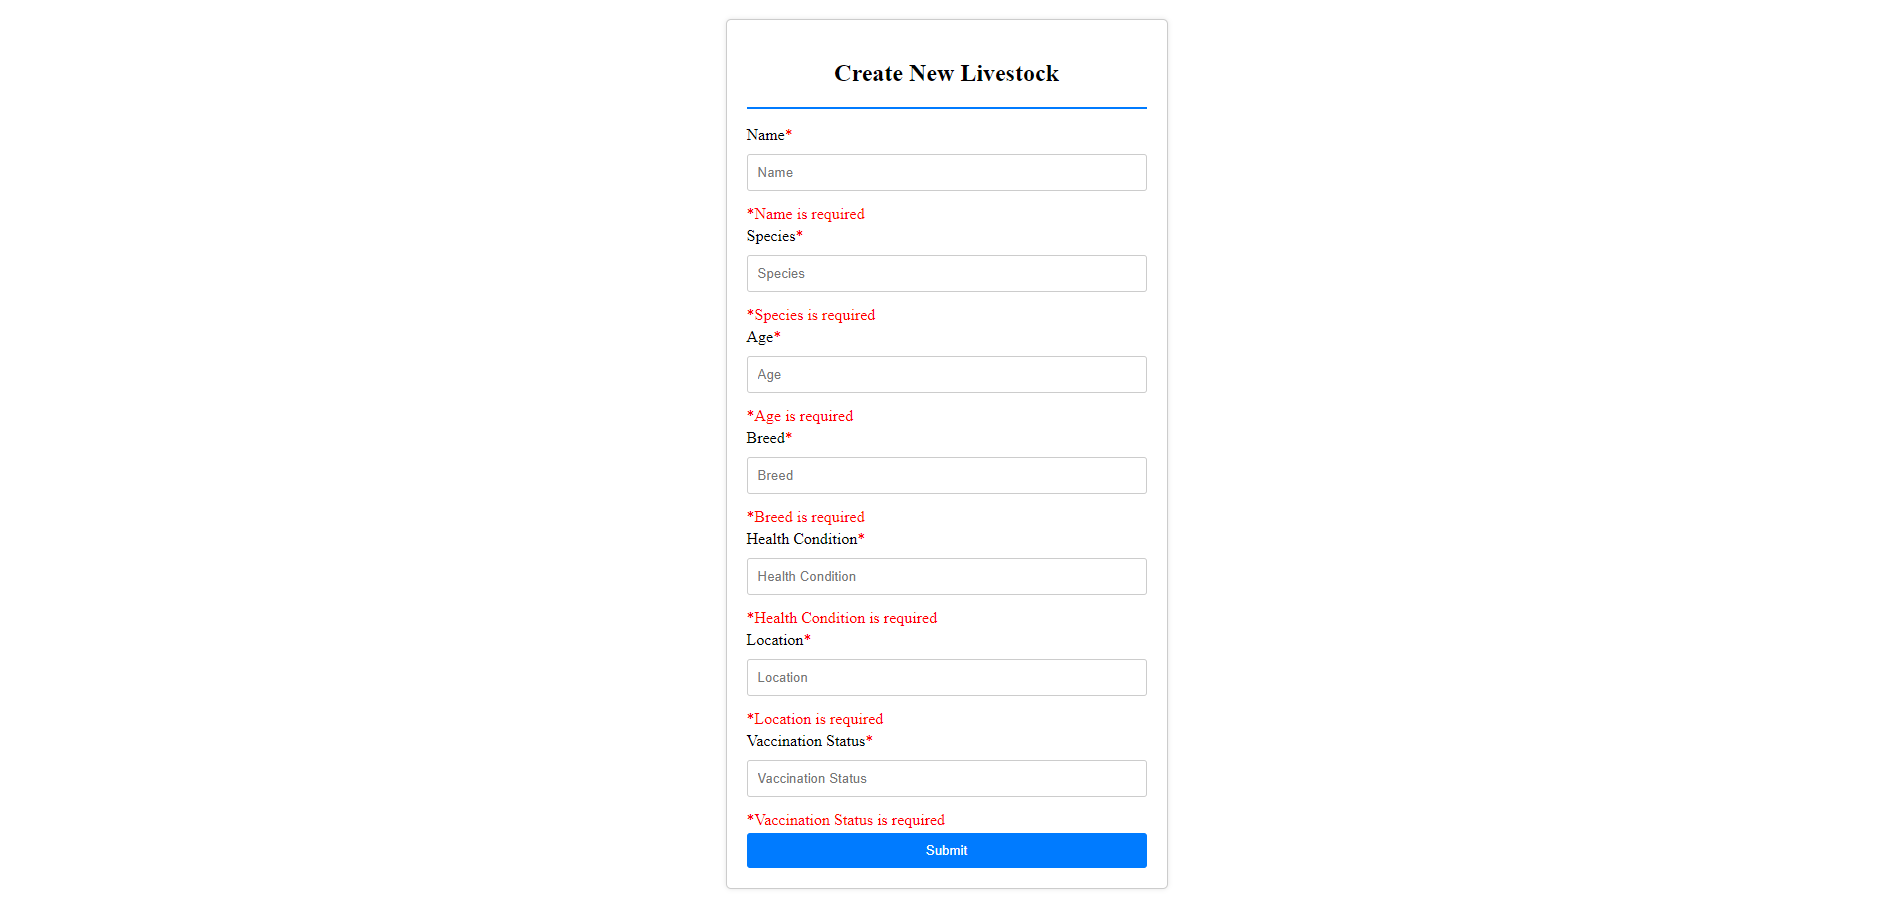 Create New Livestock
Name*
Name
*Name is required
Species*
Species
*Species is required
Age*
Age
*Age is required
Breed*
Breed
*Breed is required
Health Condition*
Health Condition
*Health Condition is required
Location*
Location
*Location is required
Vaccination Status*
Vaccination Status
*Vaccination Status is required
Submit